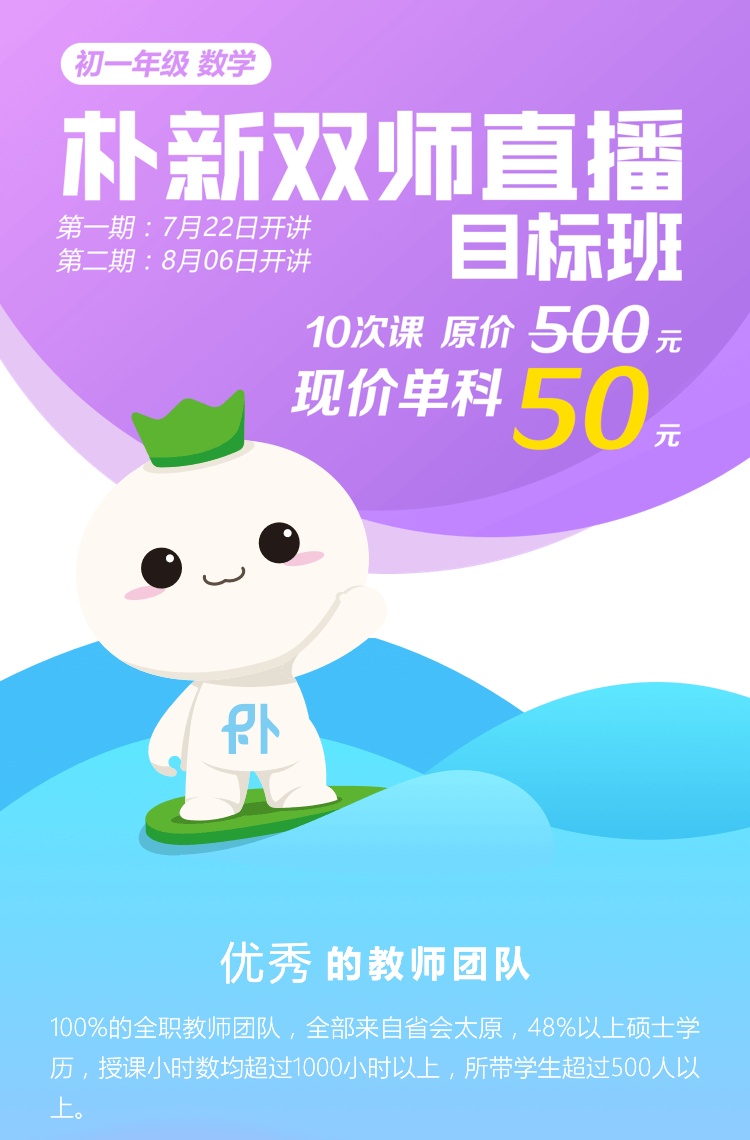 初一年级 数学
朴新双师直播
目标班
第一期：7月22日开讲
第二期：8月06日开讲
10次课 原价 500 元
现价单科 50 元
朴
优秀 的教师团队
100%的全职教师团队，全部来自省会太原，48%以上硕士学
历，授课小时数均超过1000小时以上，所带学生超过500人以
上。